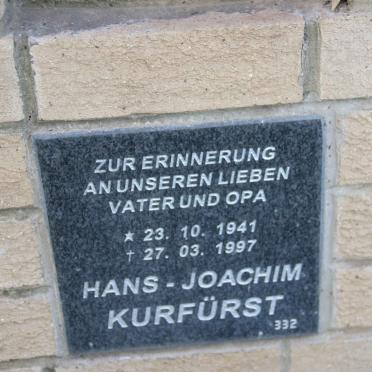 ZUR ERINNERUNG
AN UNSEREN LIEBEN
VATER UND OPA
★ 23. 10. 1941
† 27. 03. 1997
HANS - JOACHIM
KURFÜRST
332